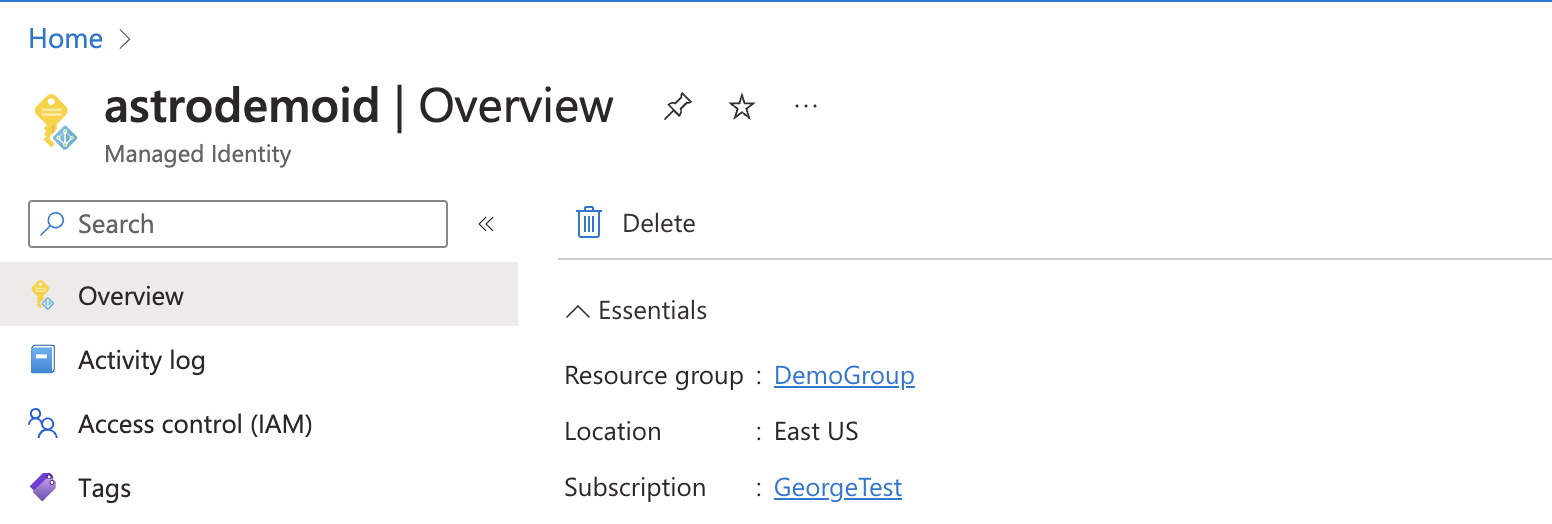 Home
astrodemoid | Overview
Managed Identity
Search
Delete
Overview
Essentials
Activity log
Resource group : DemoGroup
Access control (IAM)
Location : East US
Tags
Subscription : GeorgeTest